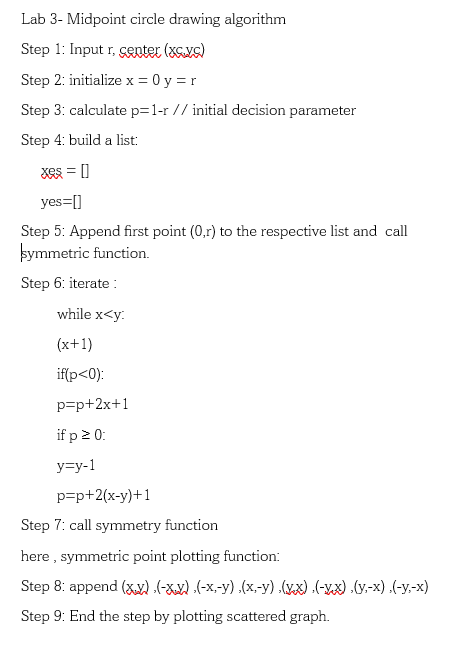 Lab 3- Midpoint circle drawing algorithm
Step 1: Input r, center (xc,yc)
Step 2: initialize x = 0 y = r
Step 3: calculate p=1-r // initial decision parameter
Step 4: build a list:
xes = []
yes=[]
Step 5: Append first point (0,r) to the respective list and call
symmetric function.
Step 6: iterate :
while x<y:
(x+1)
if(p<0):
p=p+2x+1
if p ≥ 0:
y=y-1
p=p+2(x-y)+1
Step 7: call symmetry function
here , symmetric point plotting function:
Step 8: append (x,y) ,(-x,y) ,(-x,-y) ,(x,-y) ,(y,x) ,(-y,x) ,(y,-x) ,(-y,-x)
Step 9: End the step by plotting scattered graph.